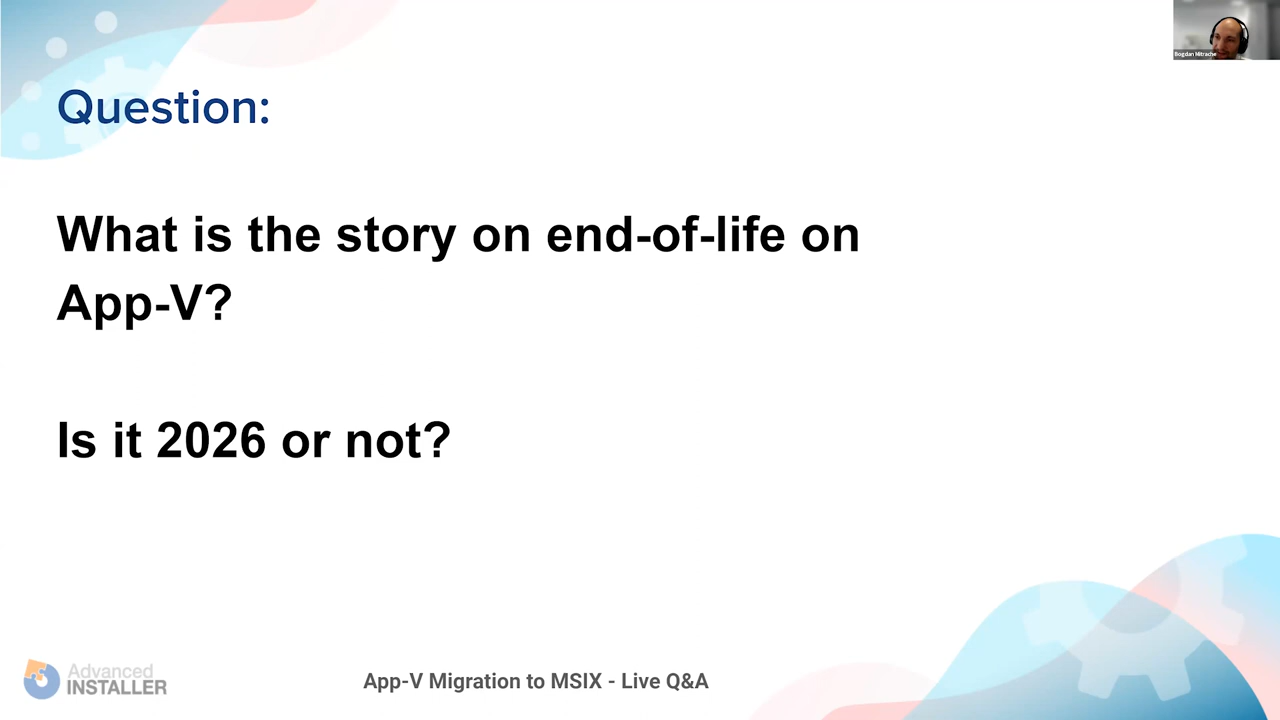 Bogdan Mitrache
Question:
What is the story on end-of-life on
App-V?
Is it 2026 or not?
Advanced
INSTALLER
App-V Migration to MSIX - Live Q&A